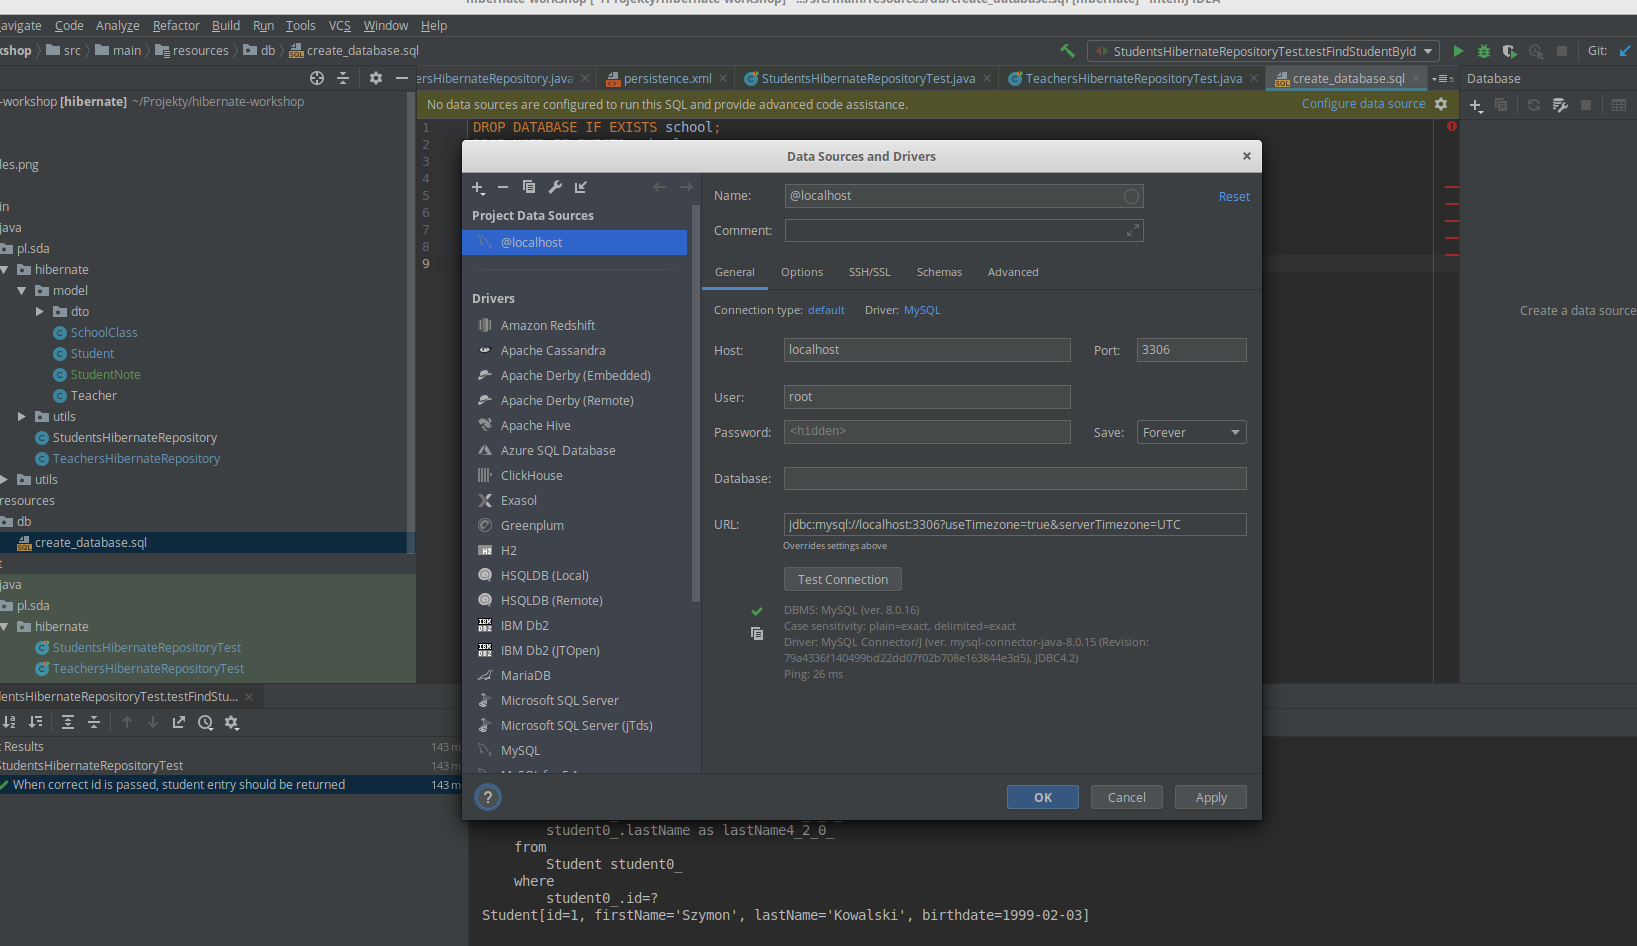 Navigate Code Analyze Refactor Build Run Tools VCS Window Help
kshop src main resources db create_database.sql
StudentsHibernateRepositoryTest.testFindStudentById Git:
ersHibernateRepository.java persistence.xml StudentsHibernateRepositoryTest.java TeachersHibernateRepositoryTest.java create_database.sql Database
-workshop [hibernate] ~/Projekty/hibernate-workshop
No data sources are configured to run this SQL and provide advanced code assistance. Configure data source
1 DROP DATABASE IF EXISTS school;
2
3
4
5
6
7
8
9
les.png
in
java
pl.sda
hibernate
model
dto
SchoolClass
Student
StudentNote
Teacher
utils
StudentsHibernateRepository
TeachersHibernateRepository
utils
resources
db
create_database.sql
t
java
pl.sda
hibernate
StudentsHibernateRepositoryTest
TeachersHibernateRepositoryTest
Create a data source
Data Sources and Drivers
Project Data Sources
@localhost
Drivers
Amazon Redshift
Apache Cassandra
Apache Derby (Embedded)
Apache Derby (Remote)
Apache Hive
Azure SQL Database
ClickHouse
Exasol
Greenplum
H2
HSQLDB (Local)
HSQLDB (Remote)
IBM Db2
IBM Db2 (JTOpen)
MariaDB
Microsoft SQL Server
Microsoft SQL Server (jTds)
MySQL
Name: @localhost Reset
Comment:
General Options SSH/SSL Schemas Advanced
Connection type: default Driver: MySQL
Host: localhost Port: 3306
User: root
Password: <hidden> Save: Forever
Database:
URL: jdbc:mysql://localhost:3306?useTimezone=true&serverTimezone=UTC
Overrides settings above
Test Connection
DBMS: MySQL (ver. 8.0.16)
Case sensitivity: plain=exact, delimited=exact
Driver: MySQL Connector/J (ver. mysql-connector-java-8.0.15 (Revision:
79a4336f140499bd22dd07f02b708e163844e3d5), JDBC4.2)
Ping: 26 ms
? OK Cancel Apply
dentsHibernateRepositoryTest.testFindStu...
t Results 143 m
StudentsHibernateRepositoryTest 143 m
When correct id is passed, student entry should be returned 143 m
student0_.lastName as lastName4_2_0_
from
Student student0_
where
student0_.id=?
Student[id=1, firstName='Szymon', lastName='Kowalski', birthdate=1999-02-03]